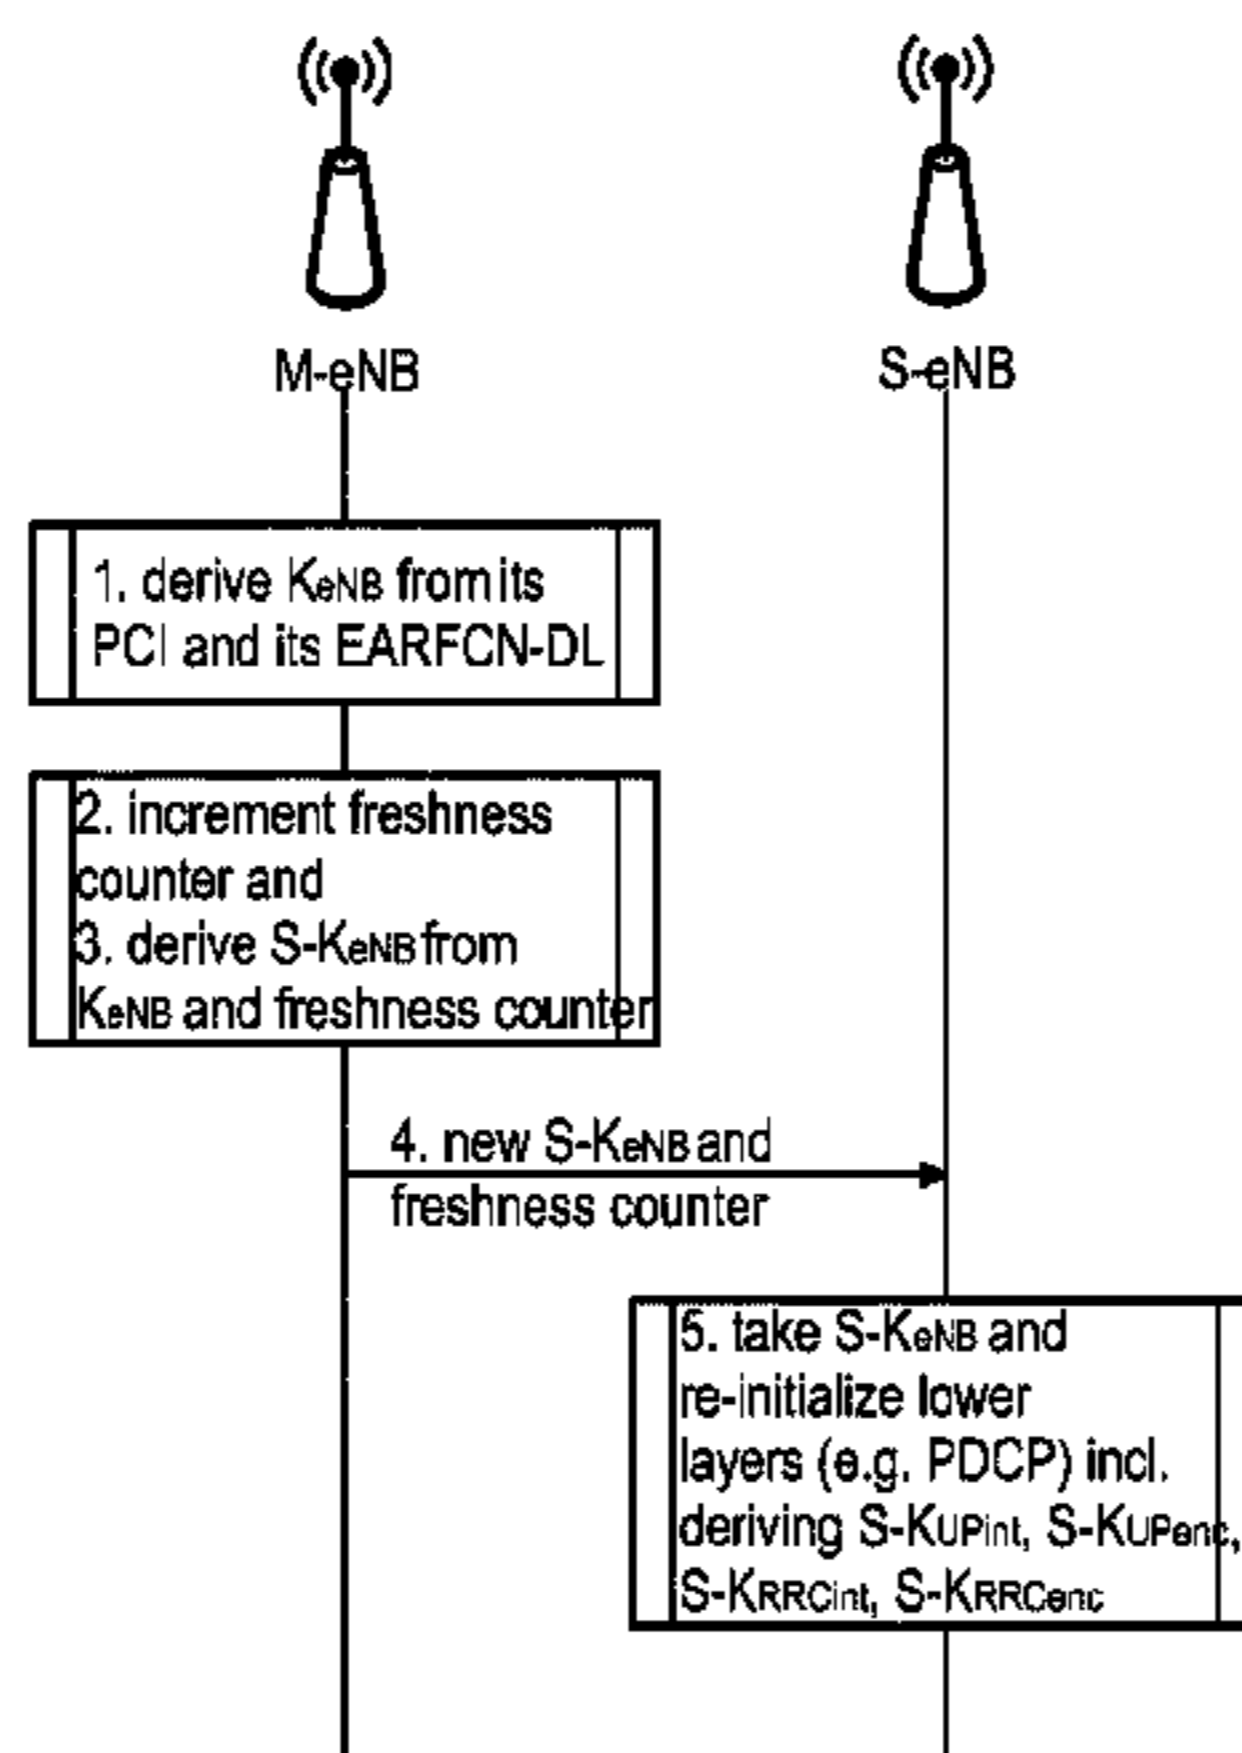 M-eNB
S-eNB
1. derive KeNB from its
PCI and its EARFCN-DL
2. increment freshness
counter and
3. derive S-KeNB from
KeNB and freshness counter
4. new S-KeNB and
freshness counter
5. take S-KeNB and
re-initialize lower
layers (e.g. PDCP) incl.
deriving S-KUPint, S-KUPenc,
S-KRRCint, S-KRRCenc